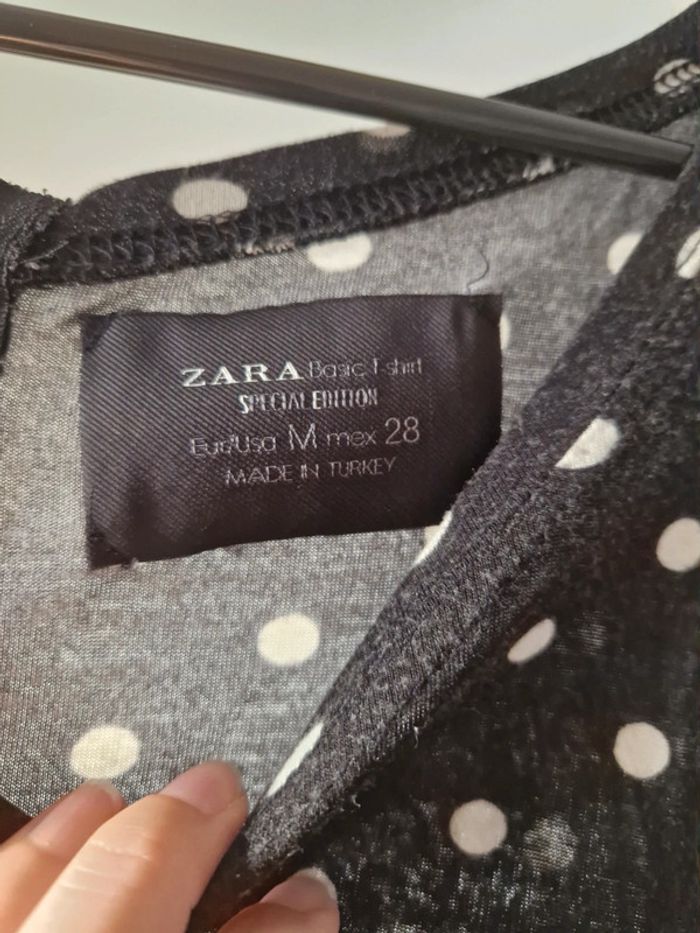 ZARA Basic T-shirt
SPECIAL EDITION
Eur/Usa M mex 28
MADE IN TURKEY